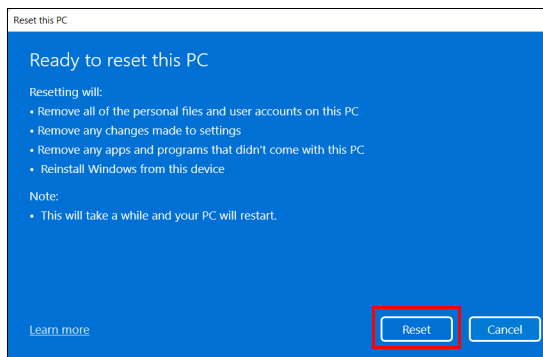 Reset this PC
Ready to reset this PC
Resetting will:
• Remove all of the personal files and user accounts on this PC
• Remove any changes made to settings
• Remove any apps and programs that didn't come with this PC
• Reinstall Windows from this device
Note:
• This will take a while and your PC will restart.
Learn more
Reset
Cancel